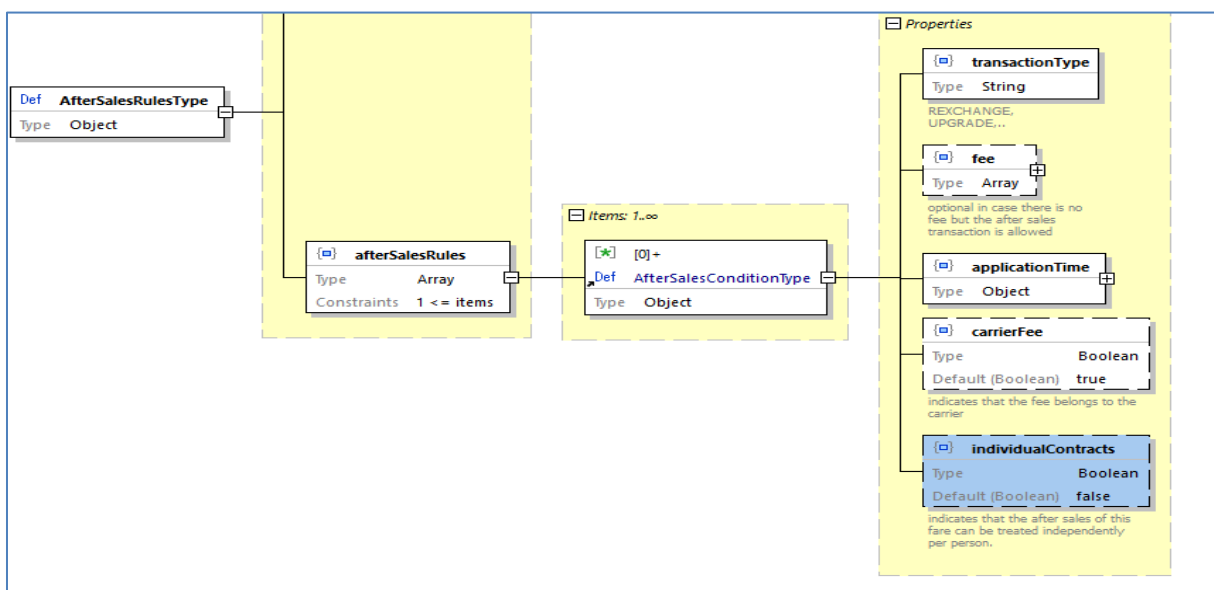 Properties
{} transactionType
Type String
REXCHANGE,
UPGRADE,..
{} fee
Type Array
optional in case there is no
fee but the after sales
transaction is allowed
{} applicationTime
Type Object
{} carrierFee
Type Boolean
Default (Boolean) true
indicates that the fee belongs to the
carrier
{} individualContracts
Type Boolean
Default (Boolean) false
indicates that the after sales of this
fare can be treated independently
per person.
Def AfterSalesRulesType
Type Object
{} afterSalesRules
Type Array
Constraints 1 <= items
Items: 1..∞
[*] [0]+
Def AfterSalesConditionType
Type Object